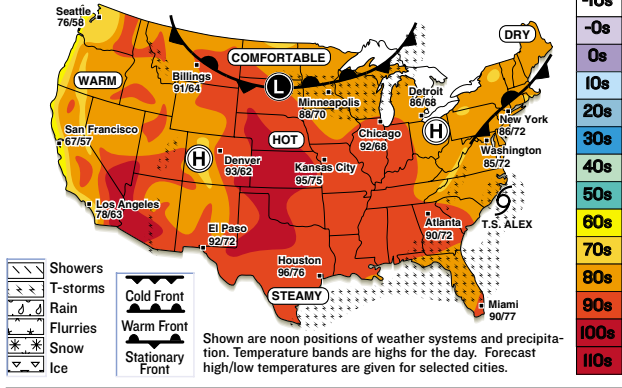 Seattle
76/58
DRY
COMFORTABLE
WARM
Billings
91/64
L
Minneapolis
88/70
Detroit
86/68
New York
86/72
San Francisco
67/57
HOT
Chicago
92/68
H
Washington
85/72
H
Denver
93/62
Kansas City
95/75
Los Angeles
78/63
T.S. ALEX
El Paso
92/72
Atlanta
90/72
Houston
96/76
STEAMY
Miami
90/77
Showers
T-storms
Rain
Flurries
Snow
Ice
Cold Front
Warm Front
Stationary
Front
Shown are noon positions of weather systems and precipita-
tion. Temperature bands are highs for the day. Forecast
high/low temperatures are given for selected cities.
-10s
-0s
0s
10s
20s
30s
40s
50s
60s
70s
80s
90s
100s
110s